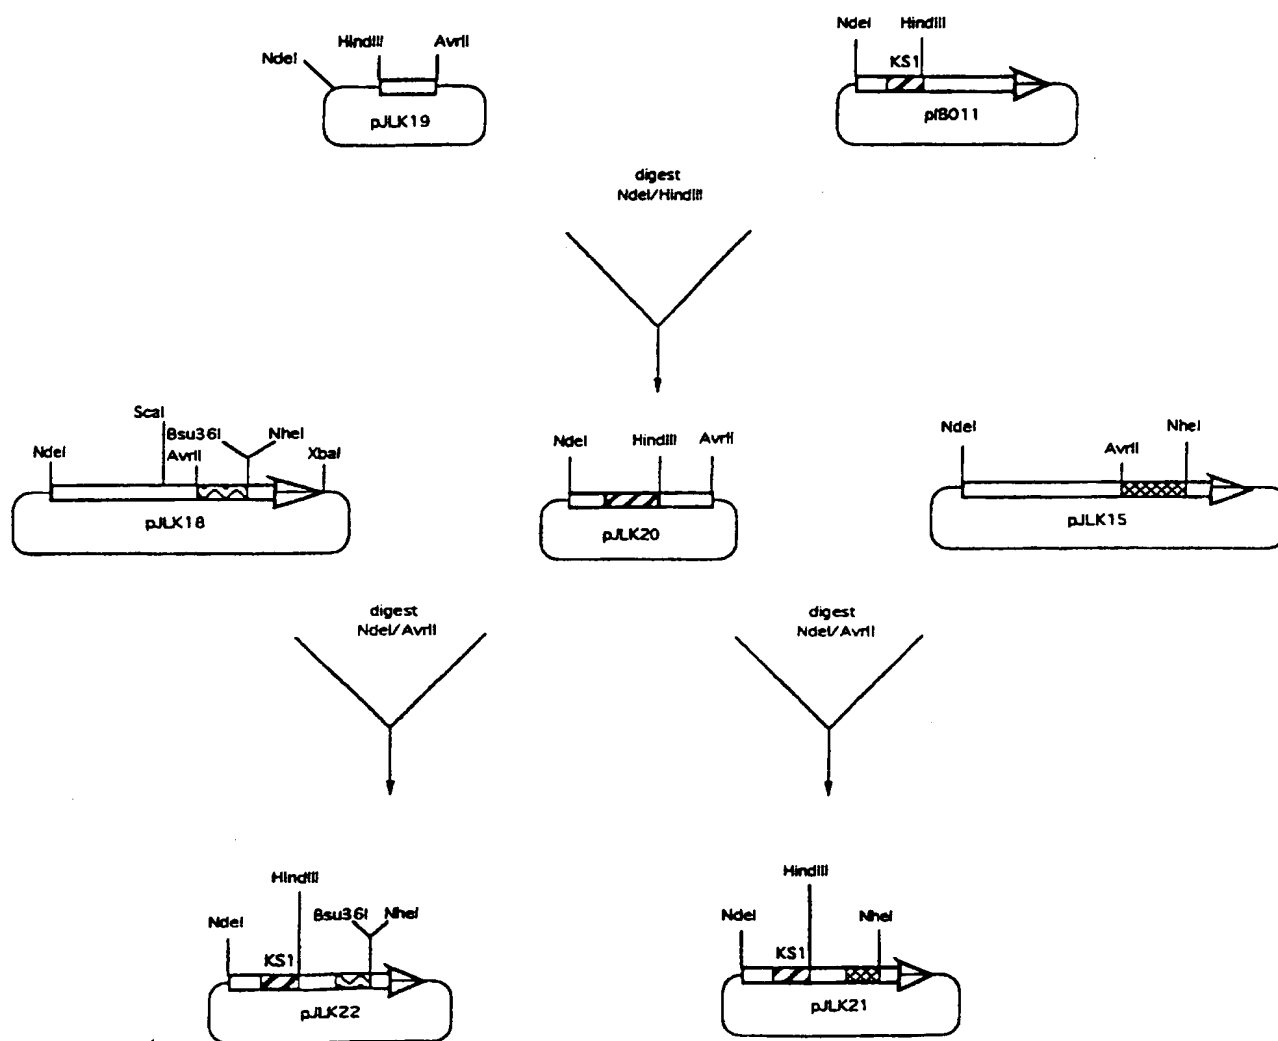 NdeI
HindIII
AvrII
pJLK19
NdeI
HindIII
KS1
pIB011
digest
NdeI/HindIII
NdeI
ScaI
AvrII
Bsu36I
NheI
XbaI
pJLK18
NdeI
HindIII
AvrII
pJLK20
NdeI
AvrII
NheI
pJLK15
digest
NdeI/AvrII
digest
NdeI/AvrII
NdeI
KS1
HindIII
Bsu36I
NheI
pJLK22
NdeI
KS1
HindIII
NheI
pJLK21